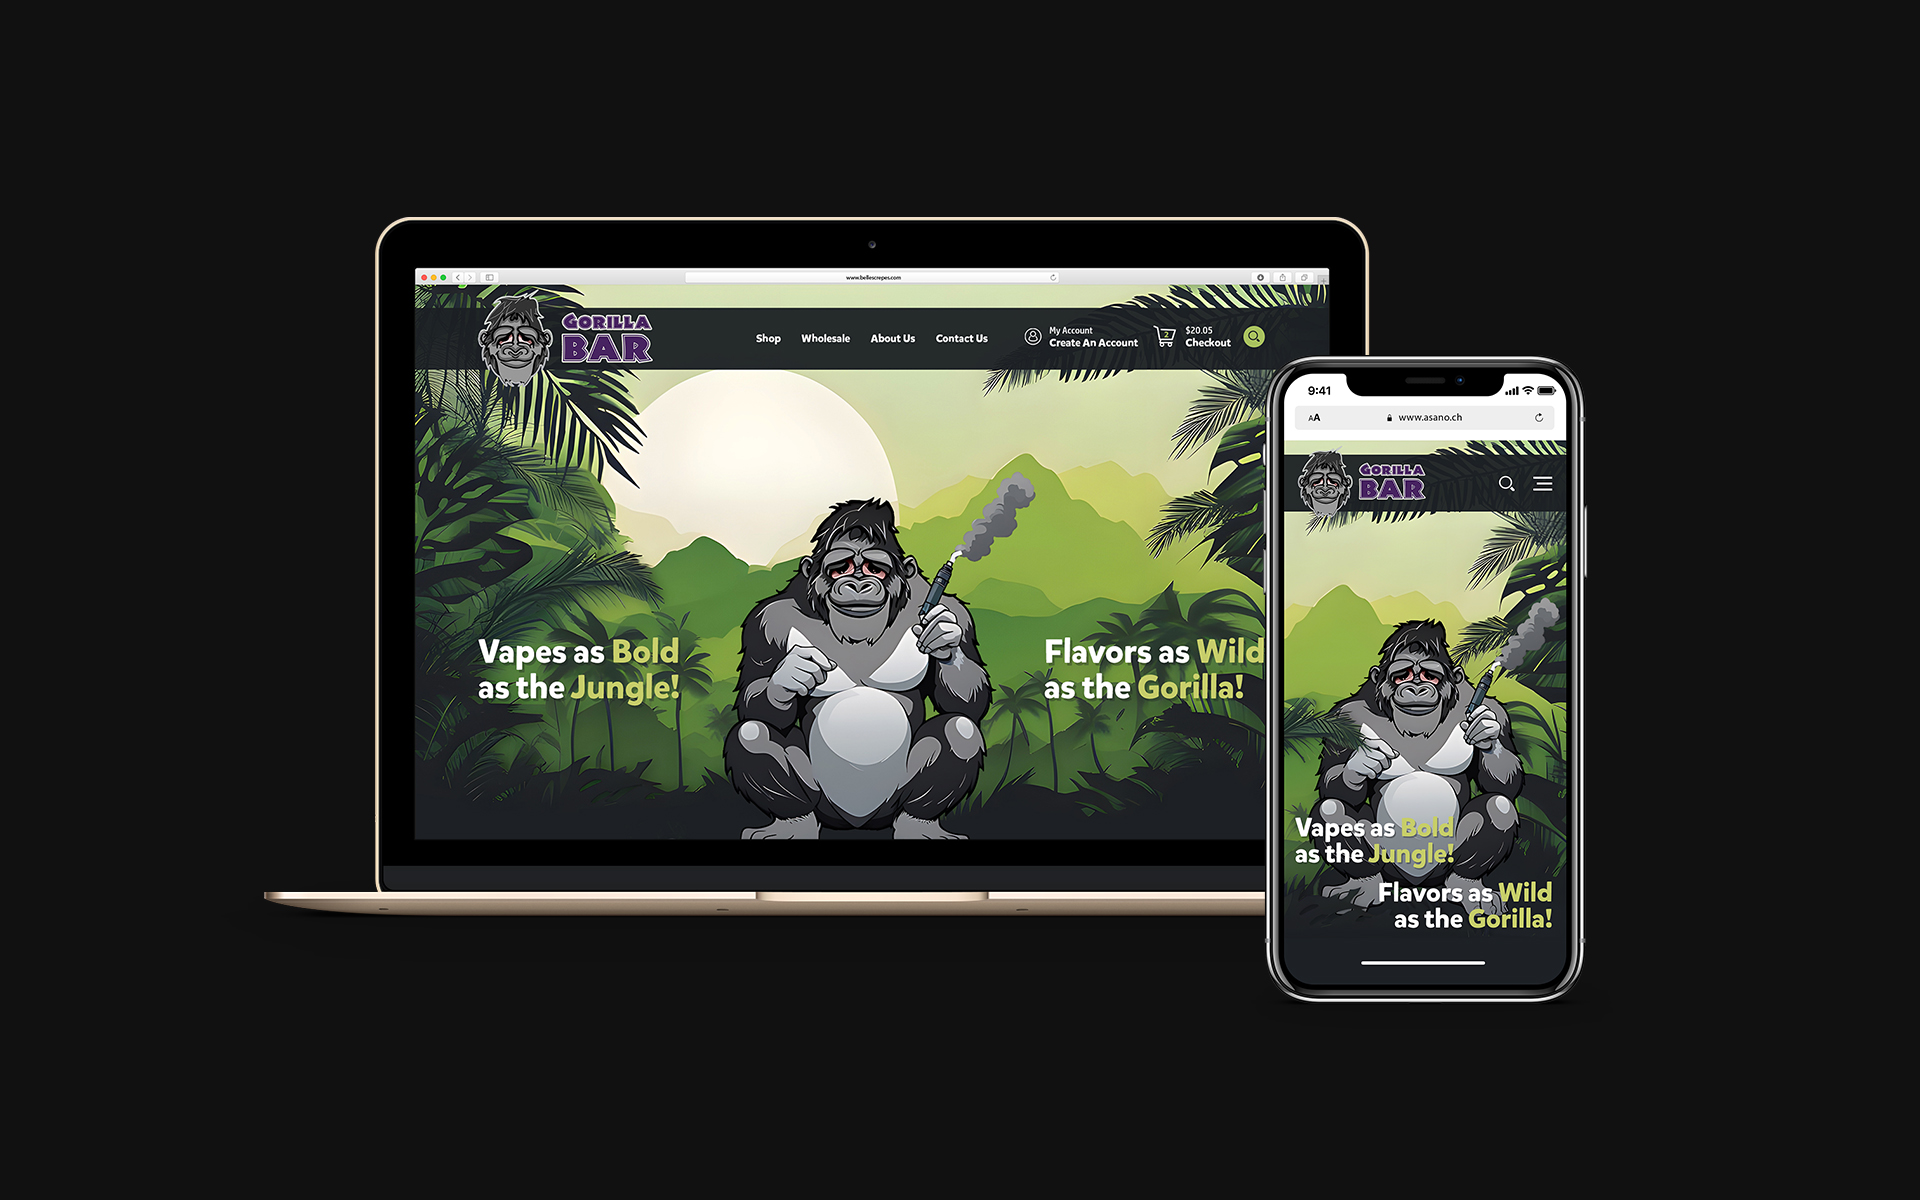 www.bellescrepes.com
GORILLA
BAR
Shop
Wholesale
About Us
Contact Us
My Account
Create An Account
2
$20.05
Checkout
Vapes as Bold
as the Jungle!
Flavors as Wild
as the Gorilla!
9:41
AA
www.asano.ch
GORILLA
BAR
Vapes as Bold
as the Jungle!
Flavors as Wild
as the Gorilla!